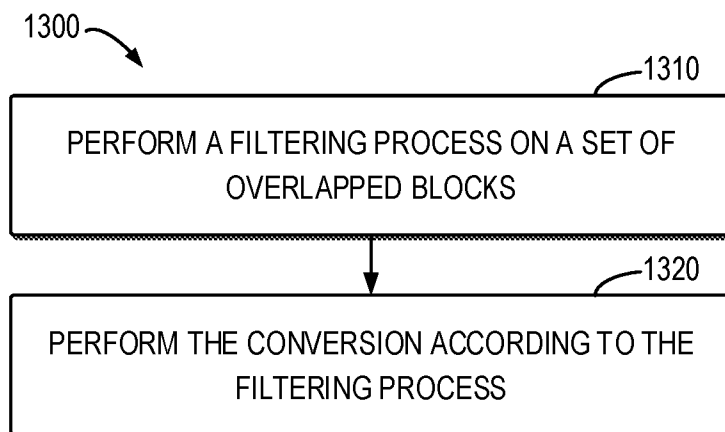 1300
1310
PERFORM A FILTERING PROCESS ON A SET OF
OVERLAPPED BLOCKS
1320
PERFORM THE CONVERSION ACCORDING TO THE
FILTERING PROCESS